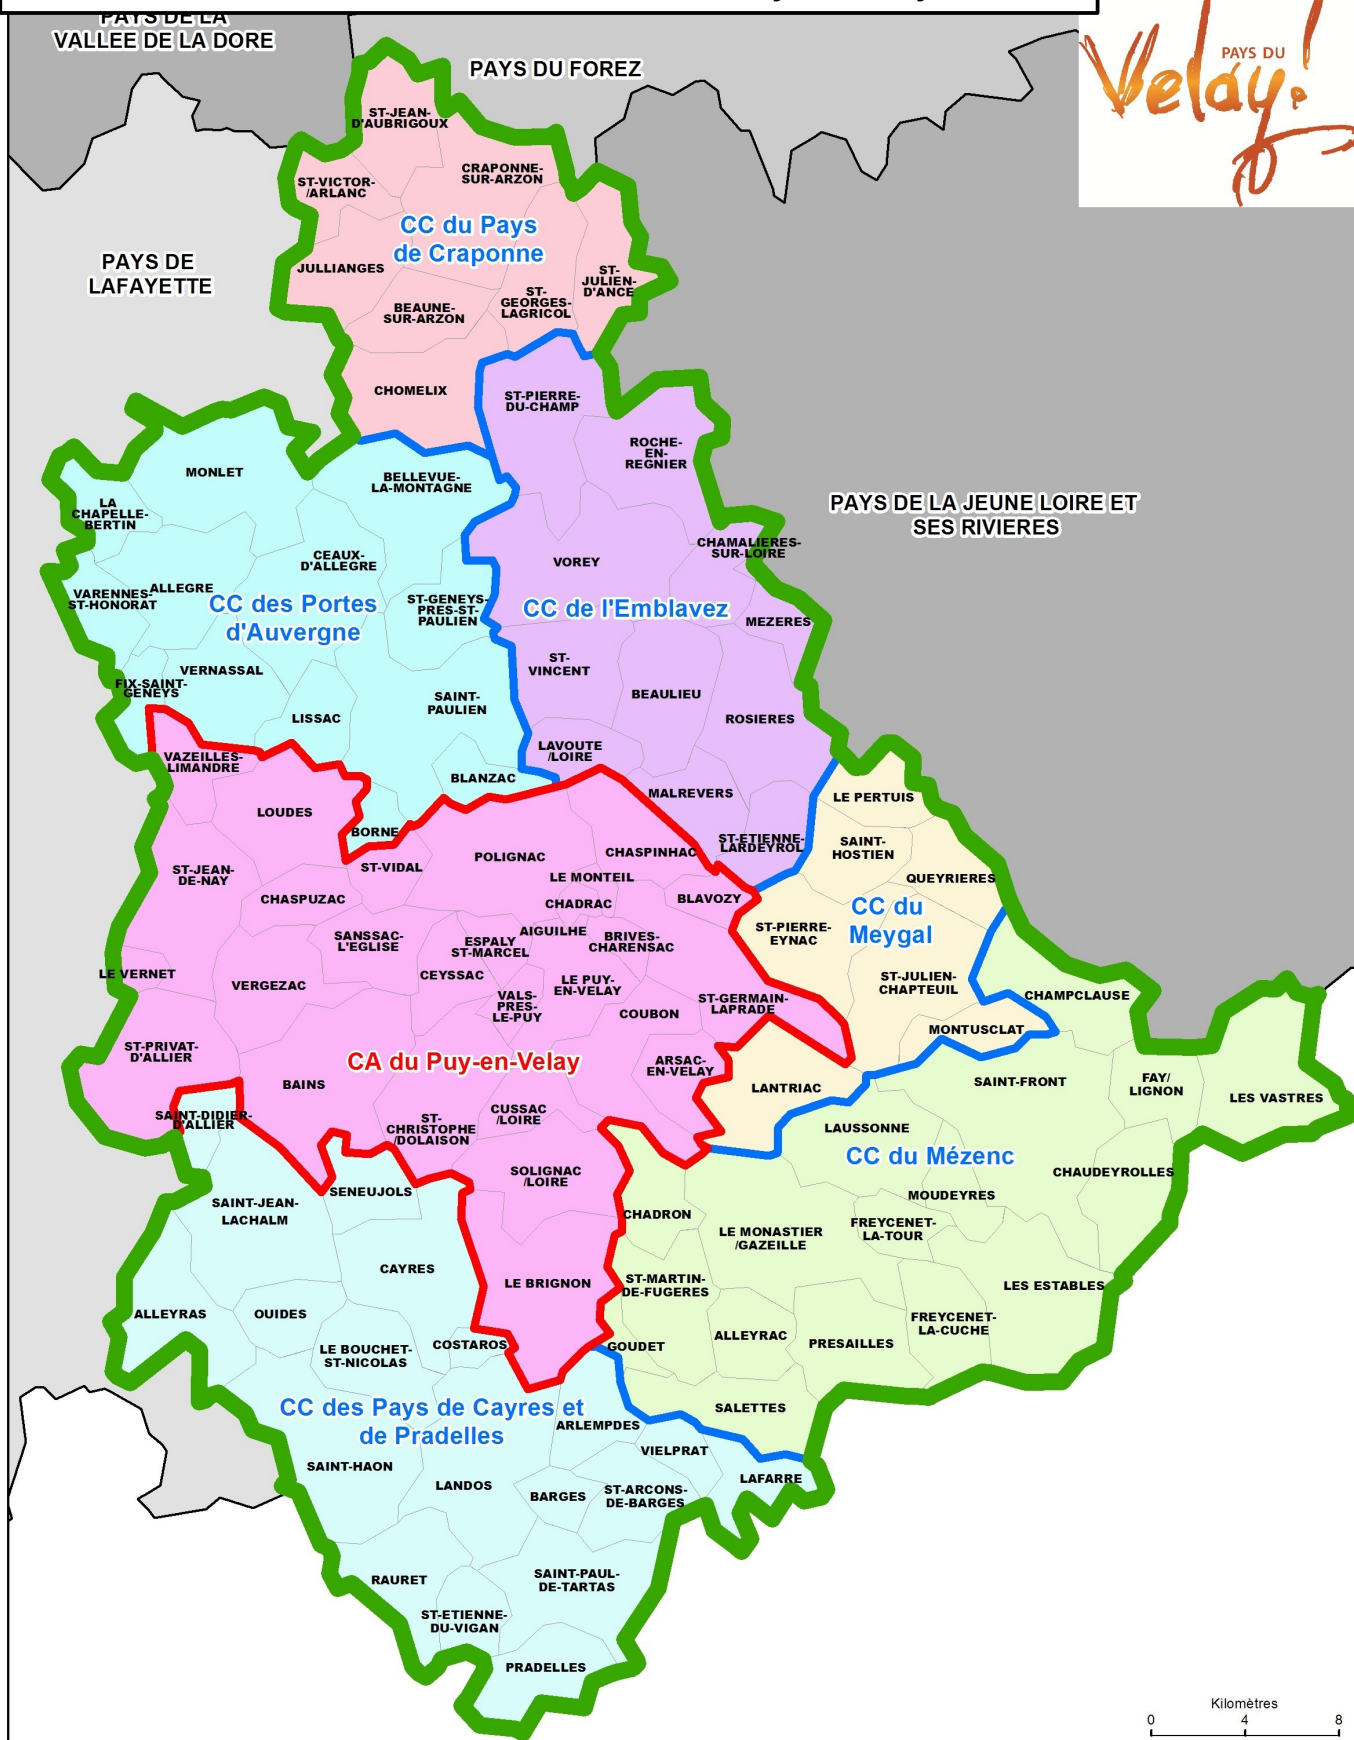 PAYS DE LA
VALLEE DE LA DORE
PAYS DU FOREZ
PAYS DU
Velay!
ST-JEAN-
D'AUBRIGOUX
CRAPONNE-
SUR-ARZON
ST-VICTOR-
/ARLANC
CC du Pays
de Craponne
PAYS DE
LAFAYETTE
JULLIANGES
ST-
JULIEN-
D'ANCE
ST-
GEORGES-
LAGRICOL
BEAUNE-
SUR-ARZON
CHOMELIX
ST-PIERRE-
DU-CHAMP
ROCHE-
EN-
REGNIER
MONLET
BELLEVUE-
LA-MONTAGNE
LA
CHAPELLE-
BERTIN
PAYS DE LA JEUNE LOIRE ET
SES RIVIERES
CHAMALIERES-
SUR-LOIRE
CEAUX-
D'ALLEGRE
VOREY
ALLEGRE
VARENNES-
ST-HONORAT
CC des Portes
d'Auvergne
ST-GENEYS-
PRES-ST-
PAULIEN
CC de l'Emblavez
MEZERES
VERNASSAL
FIX-SAINT-
GENEYS
ST-
VINCENT
BEAULIEU
SAINT-
PAULIEN
LISSAC
ROSIERES
LAVOUTE
/LOIRE
VAZEILLES-
LIMANDRE
BLANZAC
MALREVERS
LE PERTUIS
LOUDES
BORNE
ST-ETIENNE-
LARDEYROL
SAINT-
HOSTIEN
ST-VIDAL
POLIGNAC
CHASPINHAC
ST-JEAN-
DE-NAY
LE MONTEIL
QUEYRIERES
CHASPUZAC
CHADRAC
BLAVOZY
CC du
Meygal
ST-PIERRE-
EYNAC
SANSSAC-
L'EGLISE
ESPALY
ST-MARCEL
AIGUILHE
BRIVES-
CHARENSAC
LE VERNET
VERGEZAC
CEYSSAC
LE PUY-
EN-VELAY
ST-JULIEN-
CHAPTEUIL
CHAMPCLAUSE
VALS-
PRES-
LE-PUY
COUBON
ST-GERMAIN-
LAPRADE
MONTUSCLAT
ST-PRIVAT-
D'ALLIER
CA du Puy-en-Velay
ARSAC-
EN-VELAY
BAINS
LANTRIAC
SAINT-FRONT
FAY/
LIGNON
LES VASTRES
SAINT-DIDIER-
D'ALLIER
ST-
CHRISTOPHE
/DOLAISON
CUSSAC
/LOIRE
LAUSSONNE
CC du Mézenc
SOLIGNAC
/LOIRE
CHAUDEYROLLES
SENEUJOLS
MOUDEYRES
SAINT-JEAN-
LACHALM
CHADRON
LE MONASTIER
/GAZEILLE
FREYCENET-
LA-TOUR
CAYRES
LE BRIGNON
ST-MARTIN-
DE-FUGERES
LES ESTABLES
ALLEYRAS
OUIDES
FREYCENET-
LA-CUCHE
ALLEYRAC
PRESAILLES
LE BOUCHET-
ST-NICOLAS
COSTAROS
GOUDET
CC des Pays de Cayres et
de Pradelles
SALETTES
ARLEMPDES
VIELPRAT
SAINT-HAON
LANDOS
BARGES
ST-ARCONS-
DE-BARGES
LAFARRE
RAURET
SAINT-PAUL-
DE-TARTAS
ST-ETIENNE-
DU-VIGAN
PRADELLES
Kilomètres
0 4 8